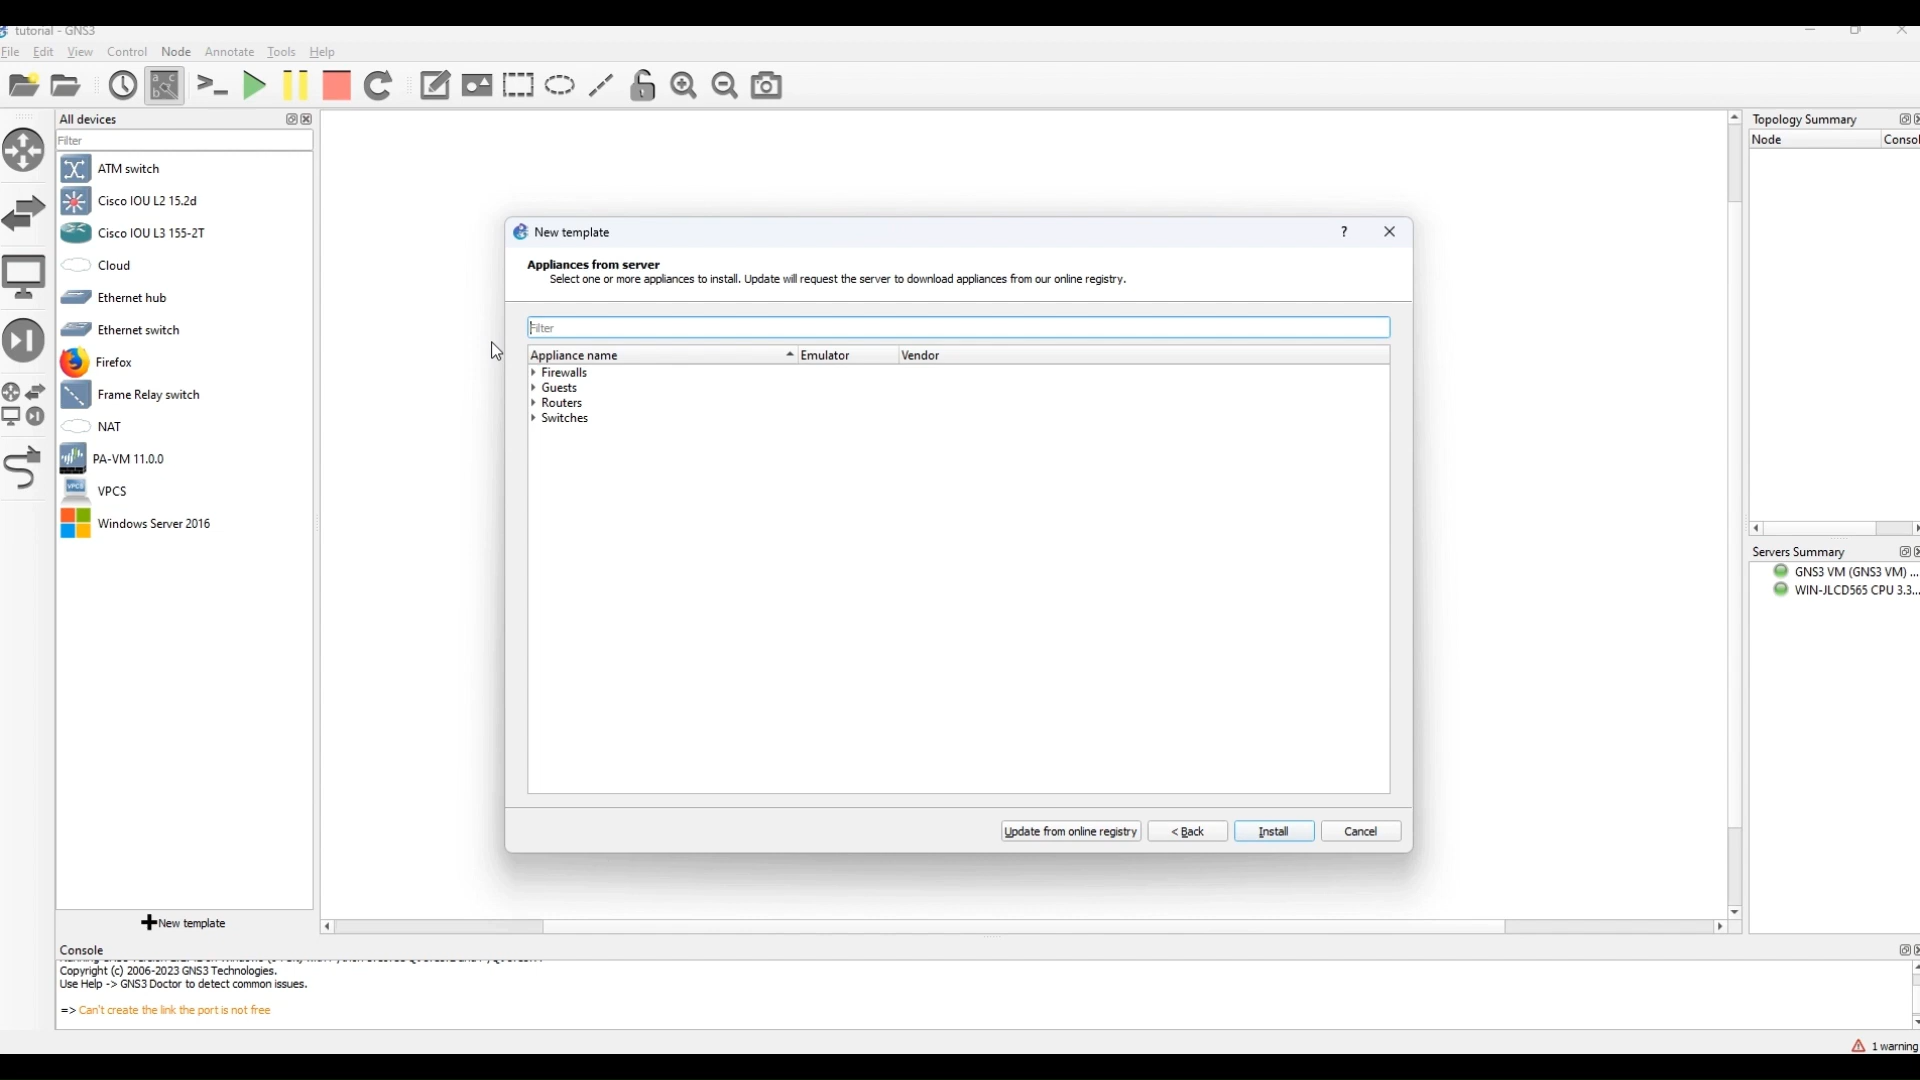 tutorial - GNS3
File Edit View Control Node Annotate Tools Help
All devices
Filter
ATM switch
Cisco IOU L2 15.2d
Cisco IOU L3 155-2T
Cloud
Ethernet hub
Ethernet switch
Firefox
Frame Relay switch
NAT
PA-VM 11.0.0
VPCS
Windows Server 2016
New template
New template
Appliances from server
Select one or more appliances to install. Update will request the server to download appliances from our online registry.
Filter
Appliance name Emulator Vendor
Firewalls
Guests
Routers
Switches
Update from online registry < Back Install Cancel
Topology Summary
Node Consol
Servers Summary
GNS3 VM (GNS3 VM) ...
WIN-JLCD565 CPU 3.3...
Console
Copyright (c) 2006-2023 GNS3 Technologies.
Use Help -> GNS3 Doctor to detect common issues.
=> Can't create the link the port is not free
1 warning